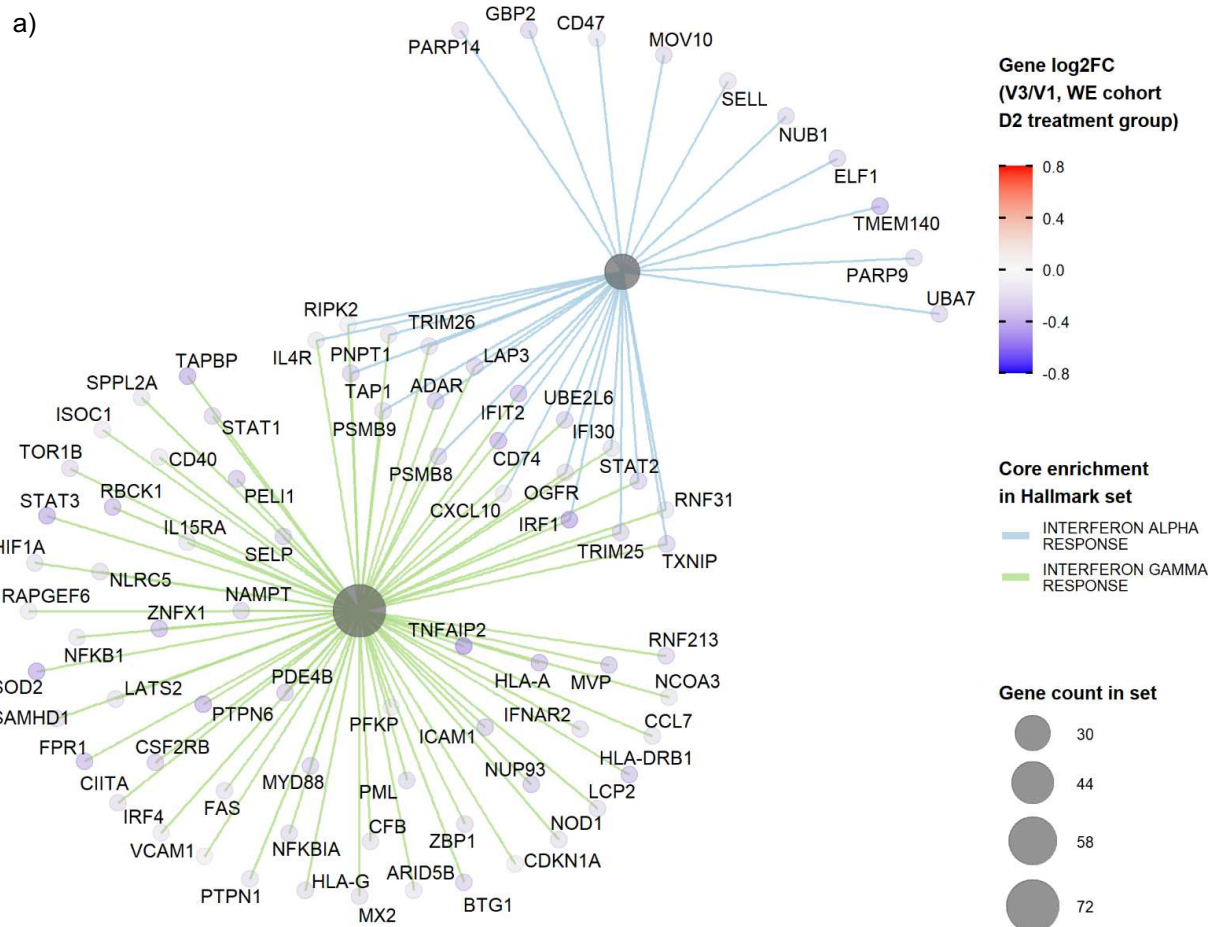 a)
GBP2
CD47
PARP14
MOV10
SELL
NUB1
ELF1
TMEM140
PARP9
UBA7
RIPK2
TRIM26
IL4R
PNPT1
LAP3
TAPBP
TAP1
ADAR
SPPL2A
UBE2L6
IFIT2
ISOC1
STAT1
PSMB9
IFI30
TOR1B
CD40
CD74
STAT2
PSMB8
STAT3
RBCK1
PELI1
OGFR
RNF31
CXCL10
IRF1
IL15RA
TRIM25
HIF1A
SELP
TXNIP
NLRC5
RAPGEF6
NAMPT
ZNFX1
TNFAIP2
RNF213
NFKB1
PDE4B
HLA-A
MVP
NCOA3
SOD2
LATS2
SAMHD1
PTPN6
PFKP
IFNAR2
CCL7
ICAM1
FPR1
CSF2RB
HLA-DRB1
CIITA
MYD88
NUP93
PML
LCP2
IRF4
FAS
NOD1
CFB
ZBP1
VCAM1
NFKBIA
CDKN1A
ARID5B
PTPN1
HLA-G
BTG1
MX2
Gene log2FC
(V3/V1, WE cohort
D2 treatment group)
0.8
0.4
0.0
-0.4
-0.8
Core enrichment
in Hallmark set
INTERFERON ALPHA
RESPONSE
INTERFERON GAMMA
RESPONSE
Gene count in set
30
44
58
72